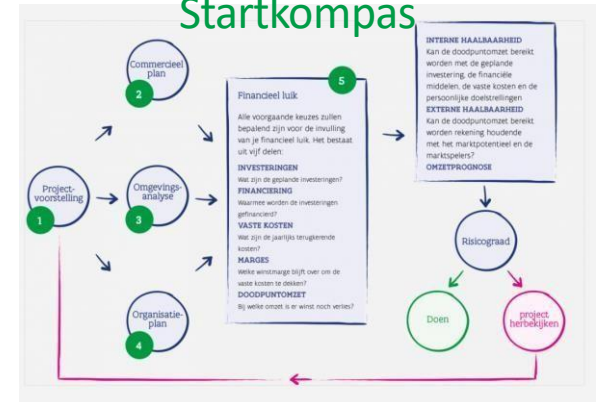 Startkompas
Project-
voorstelling
1
Commercieel
plan
2
Omgevings-
analyse
3
Organisatie-
plan
4
5
Financieel luik
Alle voorgaande keuzes zullen
bepalend zijn voor de invulling
van je financieel luik. Het bestaat
uit vijf delen:
INVESTERINGEN
Wat zijn de geplande investeringen?
FINANCIERING
Waarmee worden de investeringen
gefinancierd?
VASTE KOSTEN
Wat zijn de jaarlijks terugkerende
kosten?
MARGES
Welke winstmarge blijft over om de
vaste kosten te dekken?
DOODPUNTOMZET
Bij welke omzet is er winst noch verlies?
INTERNE HAALBAARHEID
Kan de doodpuntomzet bereikt
worden met de geplande
investering, de financiële
middelen, de vaste kosten en de
persoonlijke doelstrellingen
EXTERNE HAALBAARHEID
Kan de doodpuntomzet bereikt
worden rekening houdende
met het marktpotentieel en de
marktspelers?
OMZETPROGNOSE
Risicograad
Doen
project
herbekijken